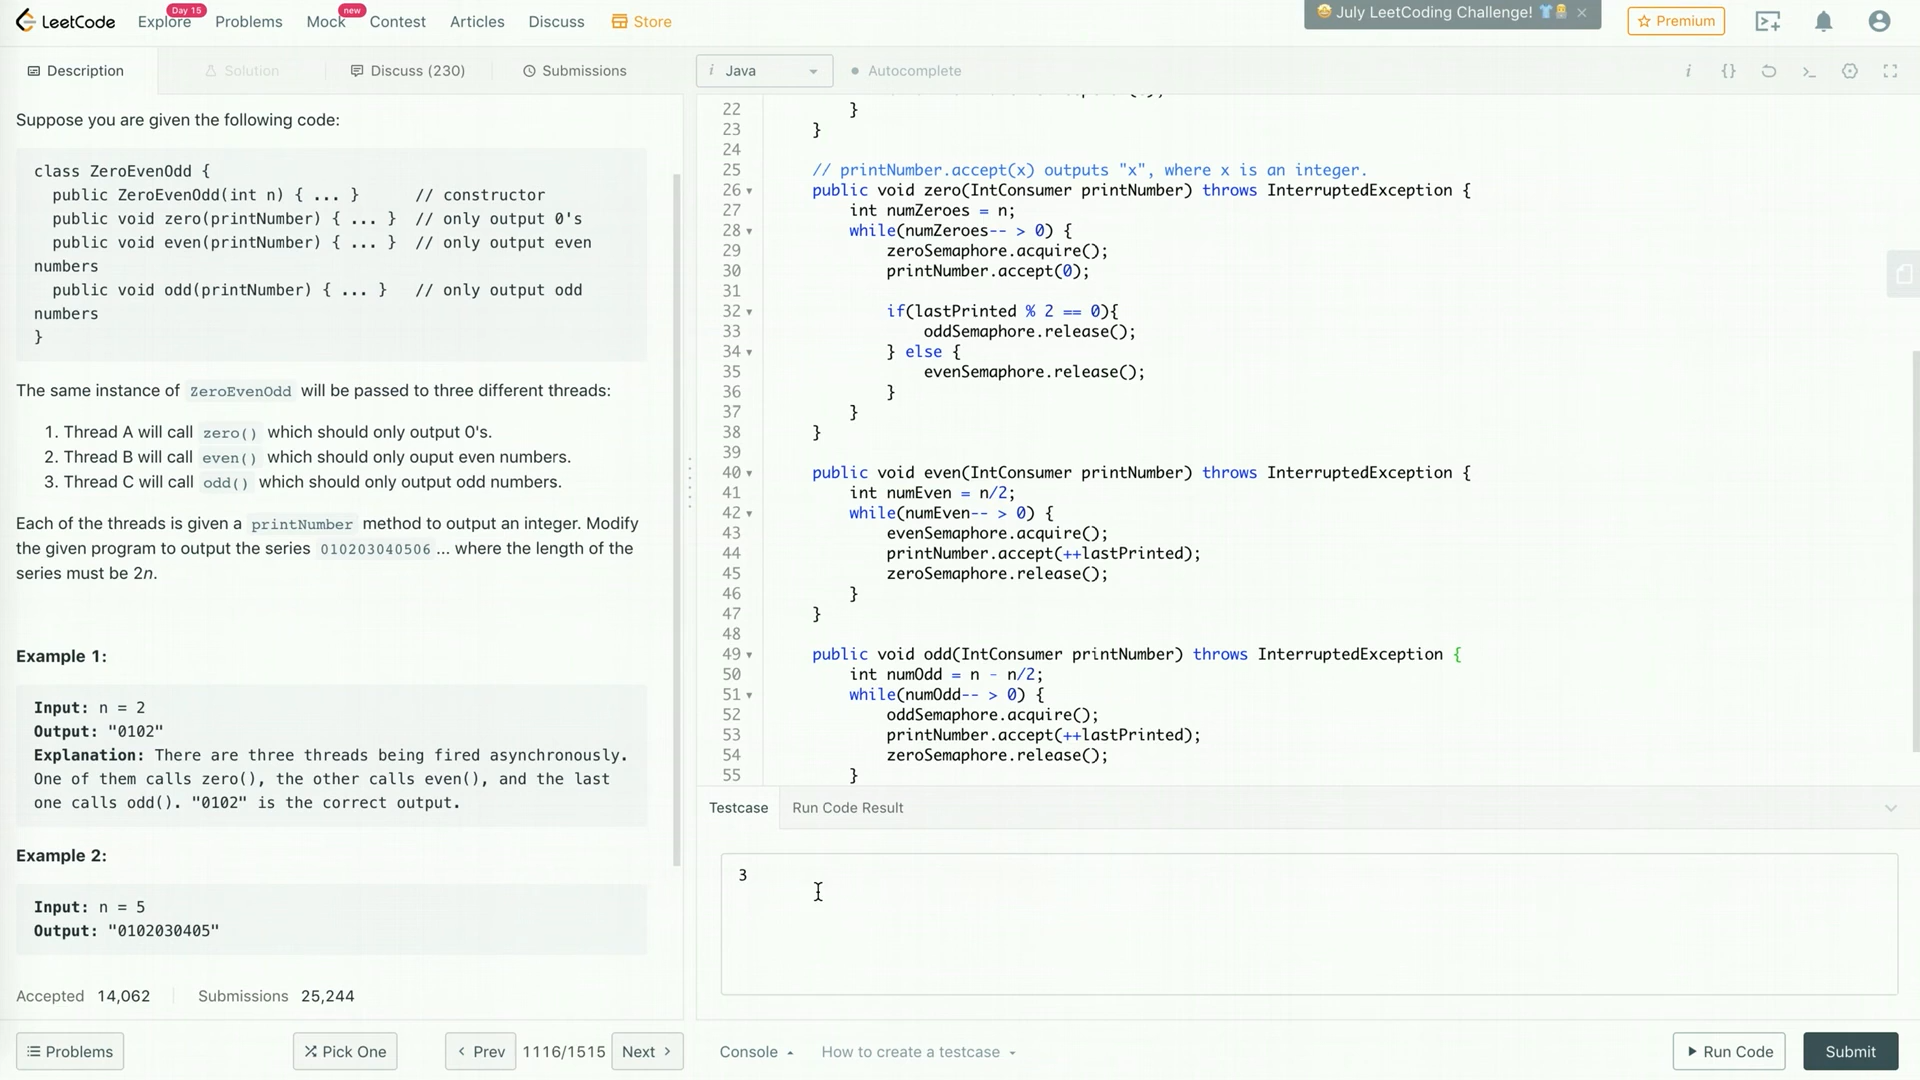 LeetCode
Explore
Day 15
Problems
Mock
new
Contest
Articles
Discuss
Store
July LeetCoding Challenge!
Premium
Description
Solution
Discuss (230)
Submissions
Suppose you are given the following code:
class ZeroEvenOdd {
public ZeroEvenOdd(int n) { ... } // constructor
public void zero(printNumber) { ... } // only output 0's
public void even(printNumber) { ... } // only output even
numbers
public void odd(printNumber) { ... } // only output odd
numbers
}
The same instance of ZeroEvenOdd will be passed to three different threads:
1. Thread A will call zero() which should only output 0's.
2. Thread B will call even() which should only ouput even numbers.
3. Thread C will call odd() which should only output odd numbers.
Each of the threads is given a printNumber method to output an integer. Modify
the given program to output the series 010203040506 ... where the length of the
series must be 2n.
Example 1:
Input: n = 2
Output: "0102"
Explanation: There are three threads being fired asynchronously.
One of them calls zero(), the other calls even(), and the last
one calls odd(). "0102" is the correct output.
Example 2:
Input: n = 5
Output: "0102030405"
Accepted 14,062 Submissions 25,244
Problems
Pick One
Prev
1116/1515
Next
i Java
Autocomplete
22 }
23 }
24
25 // printNumber.accept(x) outputs "x", where x is an integer.
26 public void zero(IntConsumer printNumber) throws InterruptedException {
27 int numZeroes = n;
28 while(numZeroes-- > 0) {
29 zeroSemaphore.acquire();
30 printNumber.accept(0);
31
32 if(lastPrinted % 2 == 0){
33 oddSemaphore.release();
34 } else {
35 evenSemaphore.release();
36 }
37 }
38 }
39
40 public void even(IntConsumer printNumber) throws InterruptedException {
41 int numEven = n/2;
42 while(numEven-- > 0) {
43 evenSemaphore.acquire();
44 printNumber.accept(++lastPrinted);
45 zeroSemaphore.release();
46 }
47 }
48
49 public void odd(IntConsumer printNumber) throws InterruptedException {
50 int numOdd = n - n/2;
51 while(numOdd-- > 0) {
52 oddSemaphore.acquire();
53 printNumber.accept(++lastPrinted);
54 zeroSemaphore.release();
55 }
Testcase
Run Code Result
3
Console
How to create a testcase
Run Code
Submit